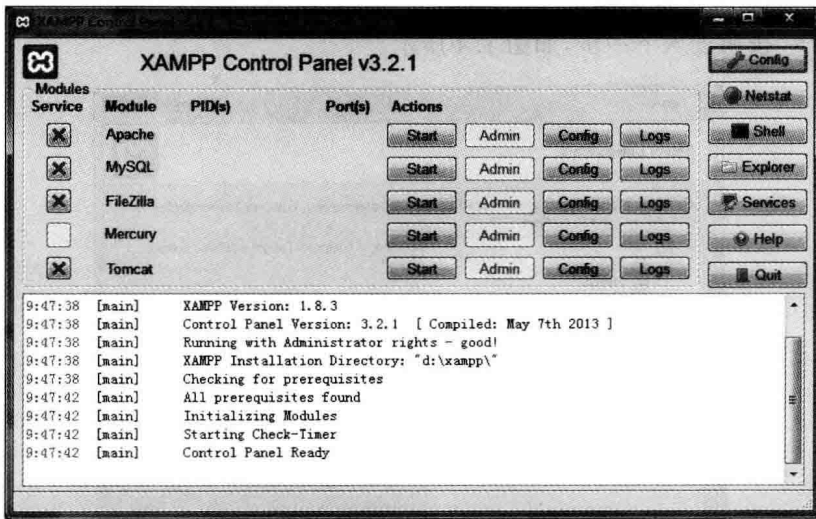 XAMPP Control Panel v3.2.1
Config
Modules
Service Module PID(s) Port(s) Actions
Netstat
Apache Start Admin Config Logs
Shell
MySQL Start Admin Config Logs
Explorer
FileZilla Start Admin Config Logs
Services
Mercury Start Admin Config Logs
Help
Tomcat Start Admin Config Logs
Quit
9:47:38 [main] XAMPP Version: 1.8.3
9:47:38 [main] Control Panel Version: 3.2.1 [ Compiled: May 7th 2013 ]
9:47:38 [main] Running with Administrator rights - good!
9:47:38 [main] XAMPP Installation Directory: "d:\xampp\"
9:47:38 [main] Checking for prerequisites
9:47:42 [main] All prerequisites found
9:47:42 [main] Initializing Modules
9:47:42 [main] Starting Check-Timer
9:47:42 [main] Control Panel Ready